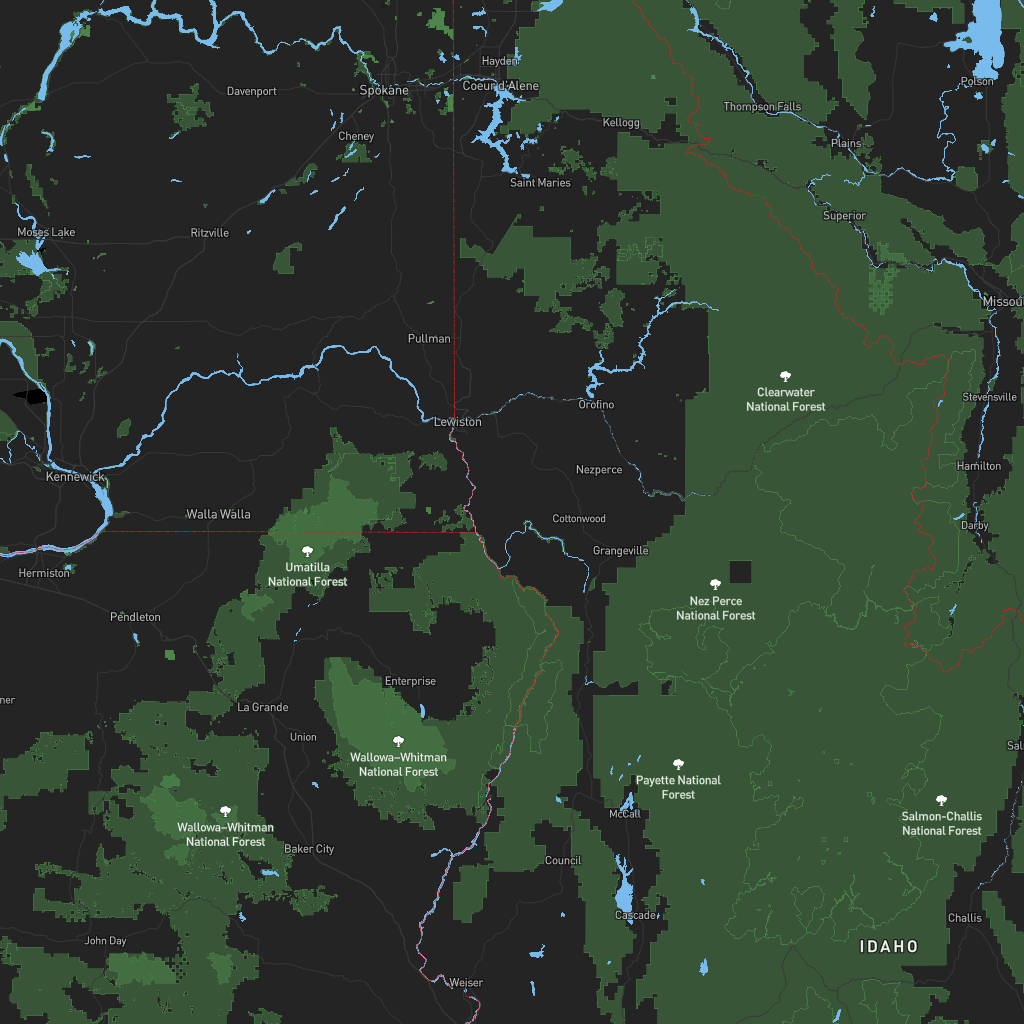 Hayden
Coeur d'Alene
Polson
Davenport
Spokane
Thompson Falls
Kellogg
Cheney
Plains
Saint Maries
Superior
Moses Lake
Ritzville
Pullman
Clearwater
National Forest
Stevensville
Orofino
Lewiston
Hamilton
Nezperce
Kennewick
Walla Walla
Cottonwood
Darby
Grangeville
Hermiston
Umatilla
National Forest
Nez Perce
National Forest
Pendleton
Enterprise
La Grande
Union
Wallowa–Whitman
National Forest
Payette National
Forest
McCall
Salmon-Challis
National Forest
Wallowa–Whitman
National Forest
Baker City
Council
Cascade
Challis
John Day
IDAHO
Weiser